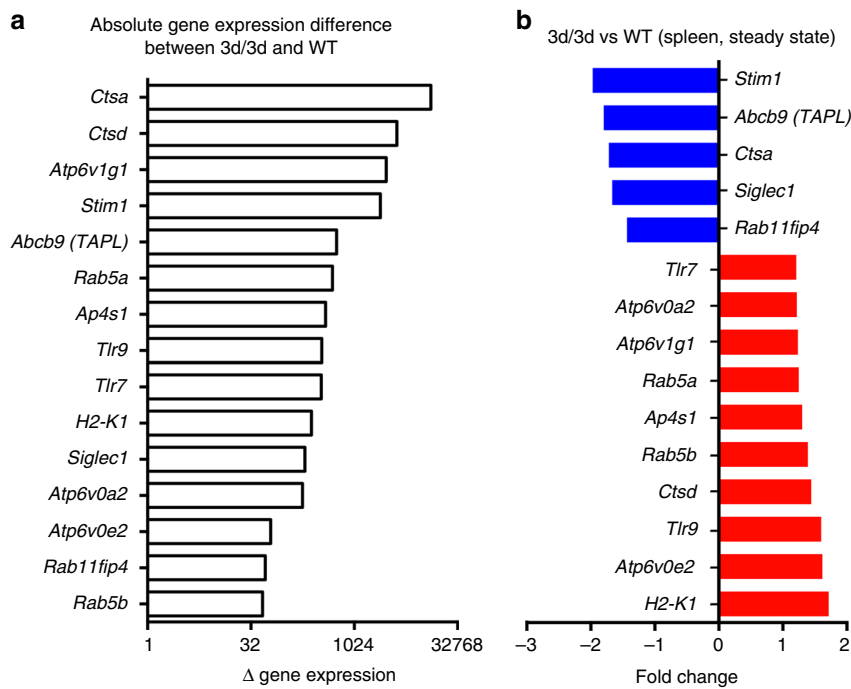 a
Absolute gene expression difference
between 3d/3d and WT
Ctsa
Ctsd
Atp6v1g1
Stim1
Abcb9 (TAPL)
Rab5a
Ap4s1
Tlr9
Tlr7
H2-K1
Siglec1
Atp6v0a2
Atp6v0e2
Rab11fip4
Rab5b
1 32 1024 32768
Δ gene expression
b
3d/3d vs WT (spleen, steady state)
Stim1
Abcb9 (TAPL)
Ctsa
Siglec1
Rab11fip4
Tlr7
Atp6v0a2
Atp6v1g1
Rab5a
Ap4s1
Rab5b
Ctsd
Tlr9
Atp6v0e2
H2-K1
−3 −2 −1 0 1 2
Fold change